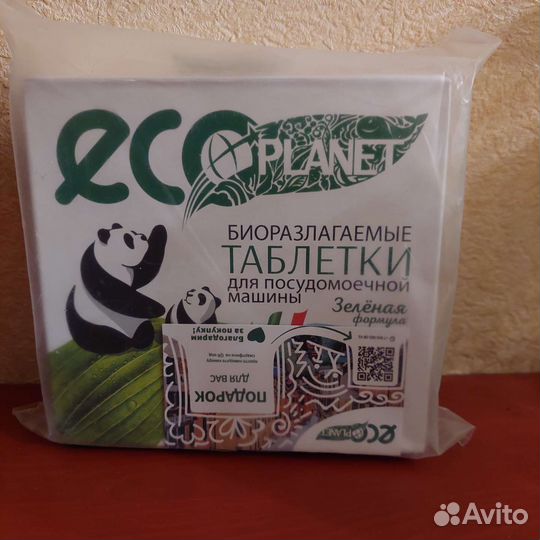 eco PLANET
БИОРАЗЛАГАЕМЫЕ
ТАБЛЕТКИ
для посудомоечной
машины
Зелёная
формула
Благодарим
за покупку!
ПОДАРОК
ДЛЯ ВАС
eco PLANET
Avito